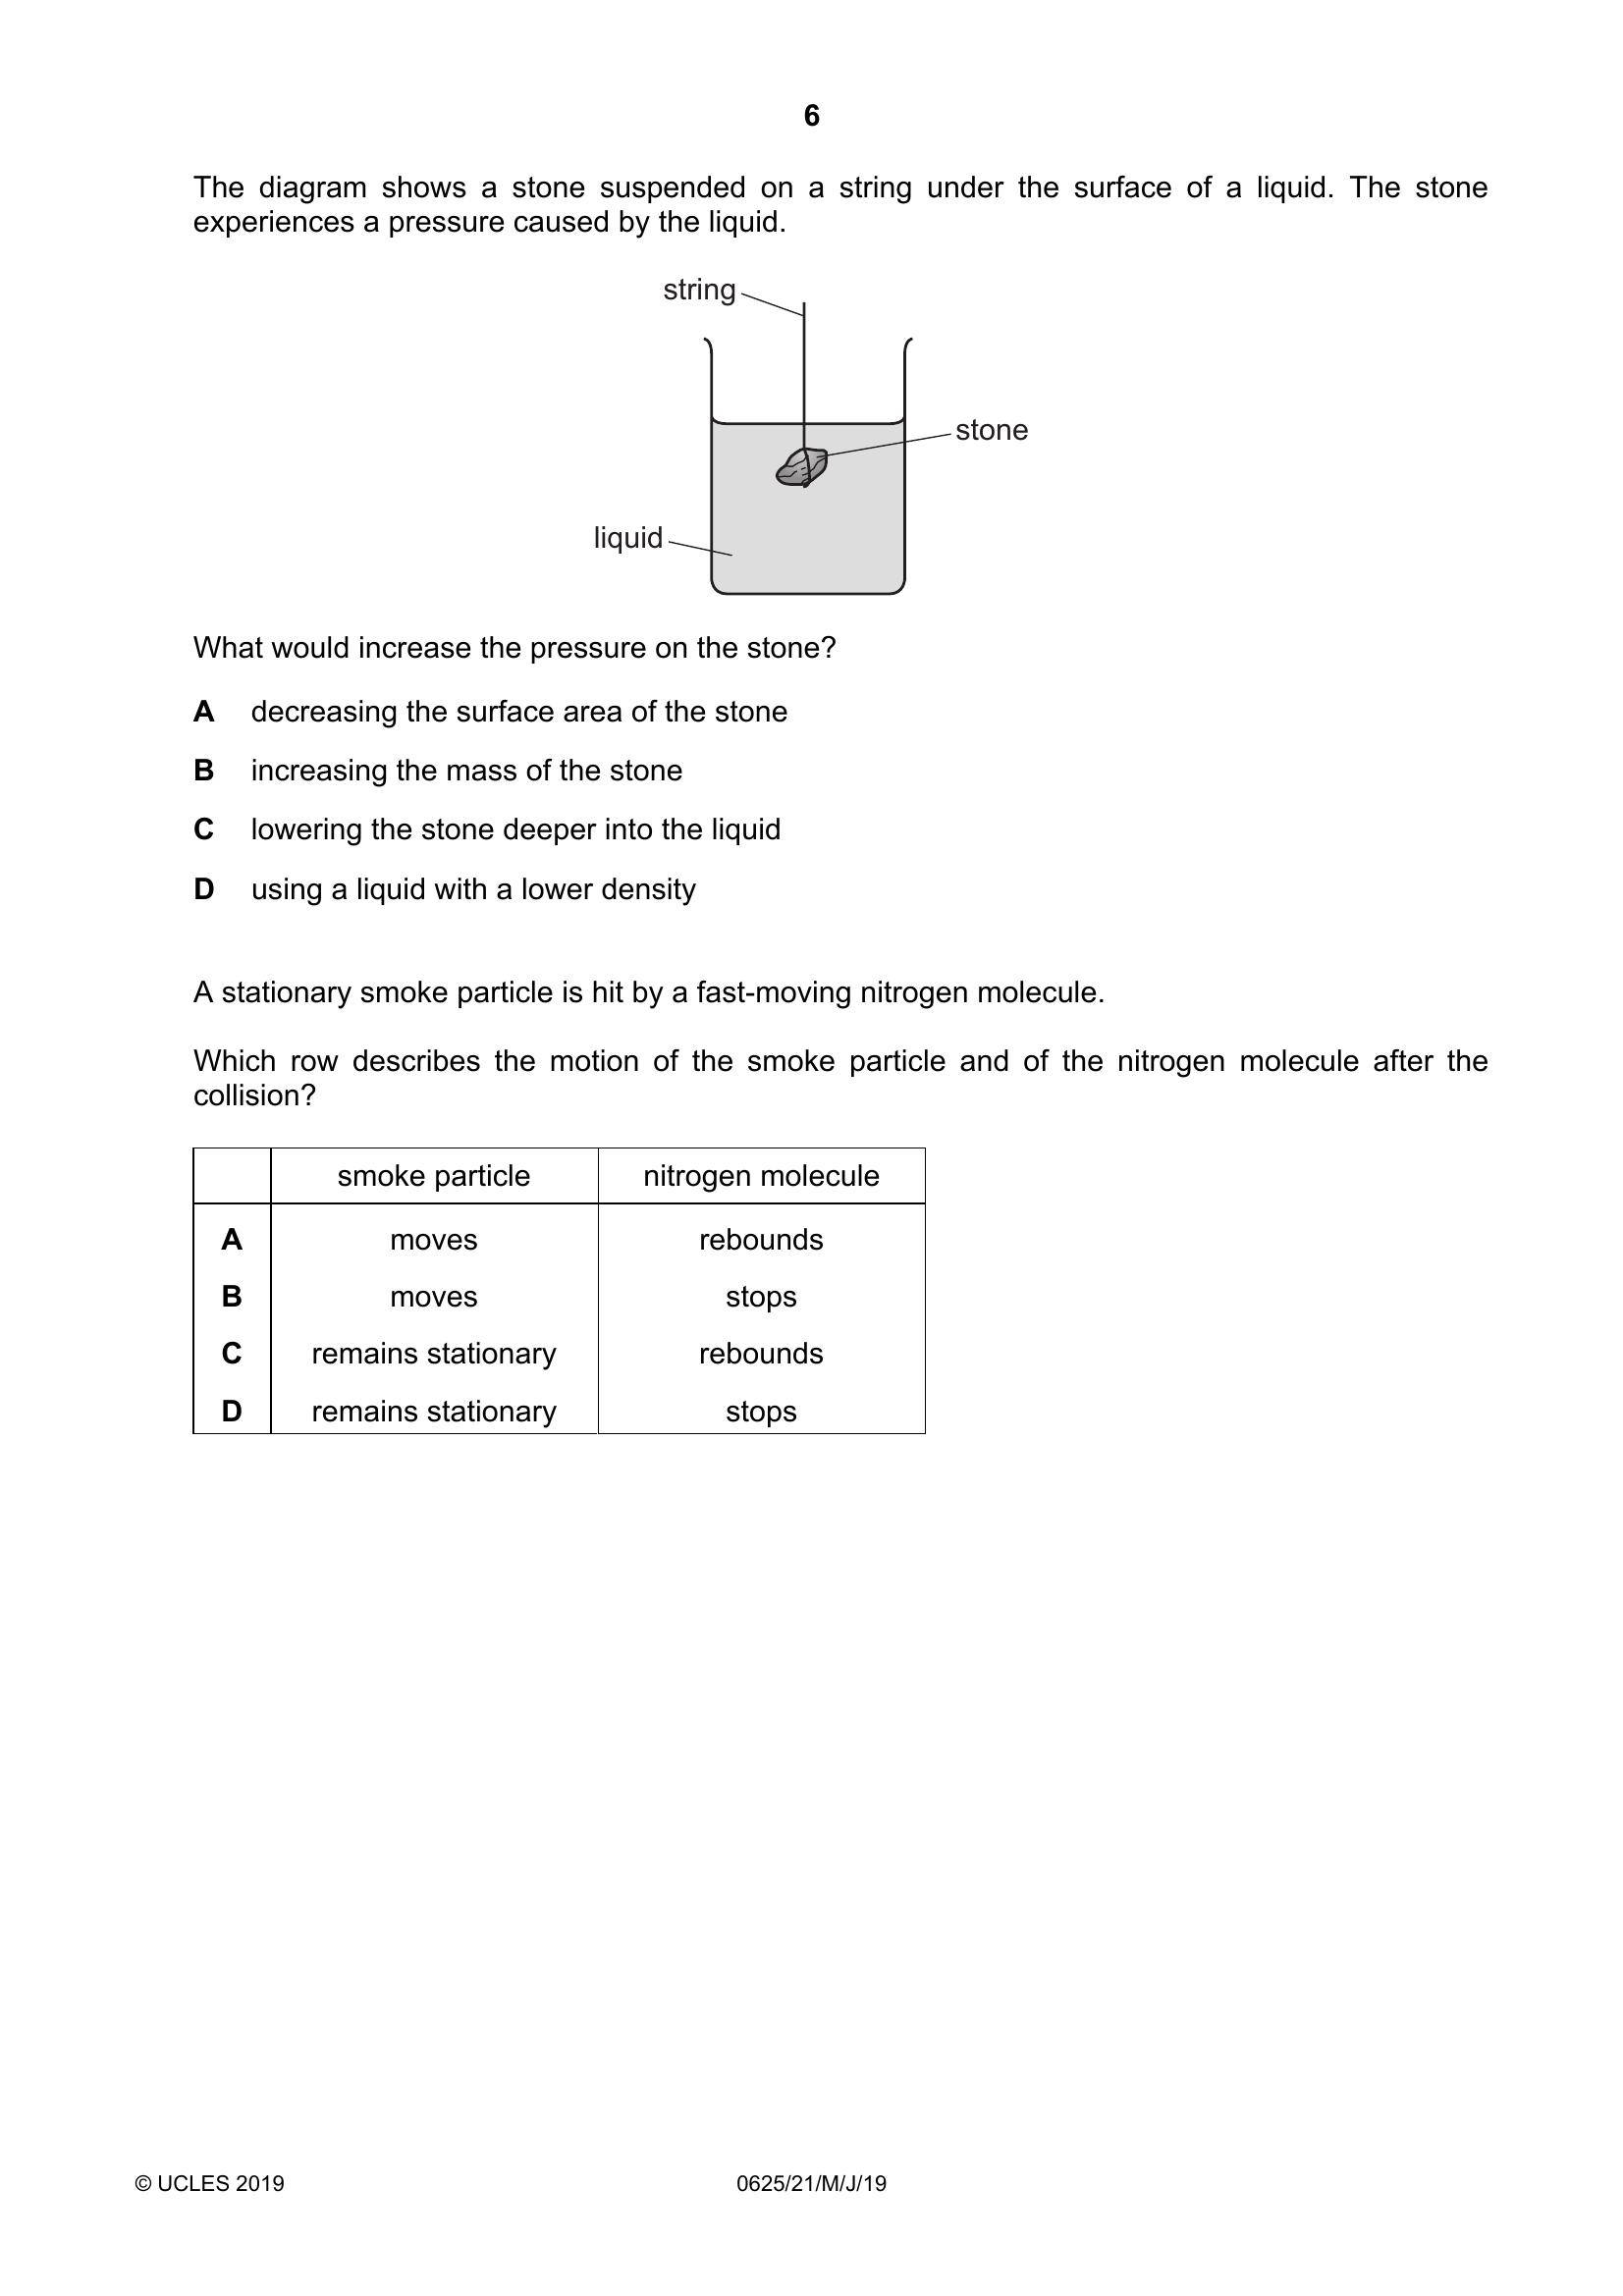 6
The diagram shows a stone suspended on a string under the surface of a liquid. The stone
experiences a pressure caused by the liquid.
string
stone
liquid
What would increase the pressure on the stone?
A decreasing the surface area of the stone
B increasing the mass of the stone
C lowering the stone deeper into the liquid
D using a liquid with a lower density
A stationary smoke particle is hit by a fast-moving nitrogen molecule.
Which row describes the motion of the smoke particle and of the nitrogen molecule after the
collision?
smoke particle nitrogen molecule
A moves rebounds
B moves stops
C remains stationary rebounds
D remains stationary stops
© UCLES 2019 0625/21/M/J/19